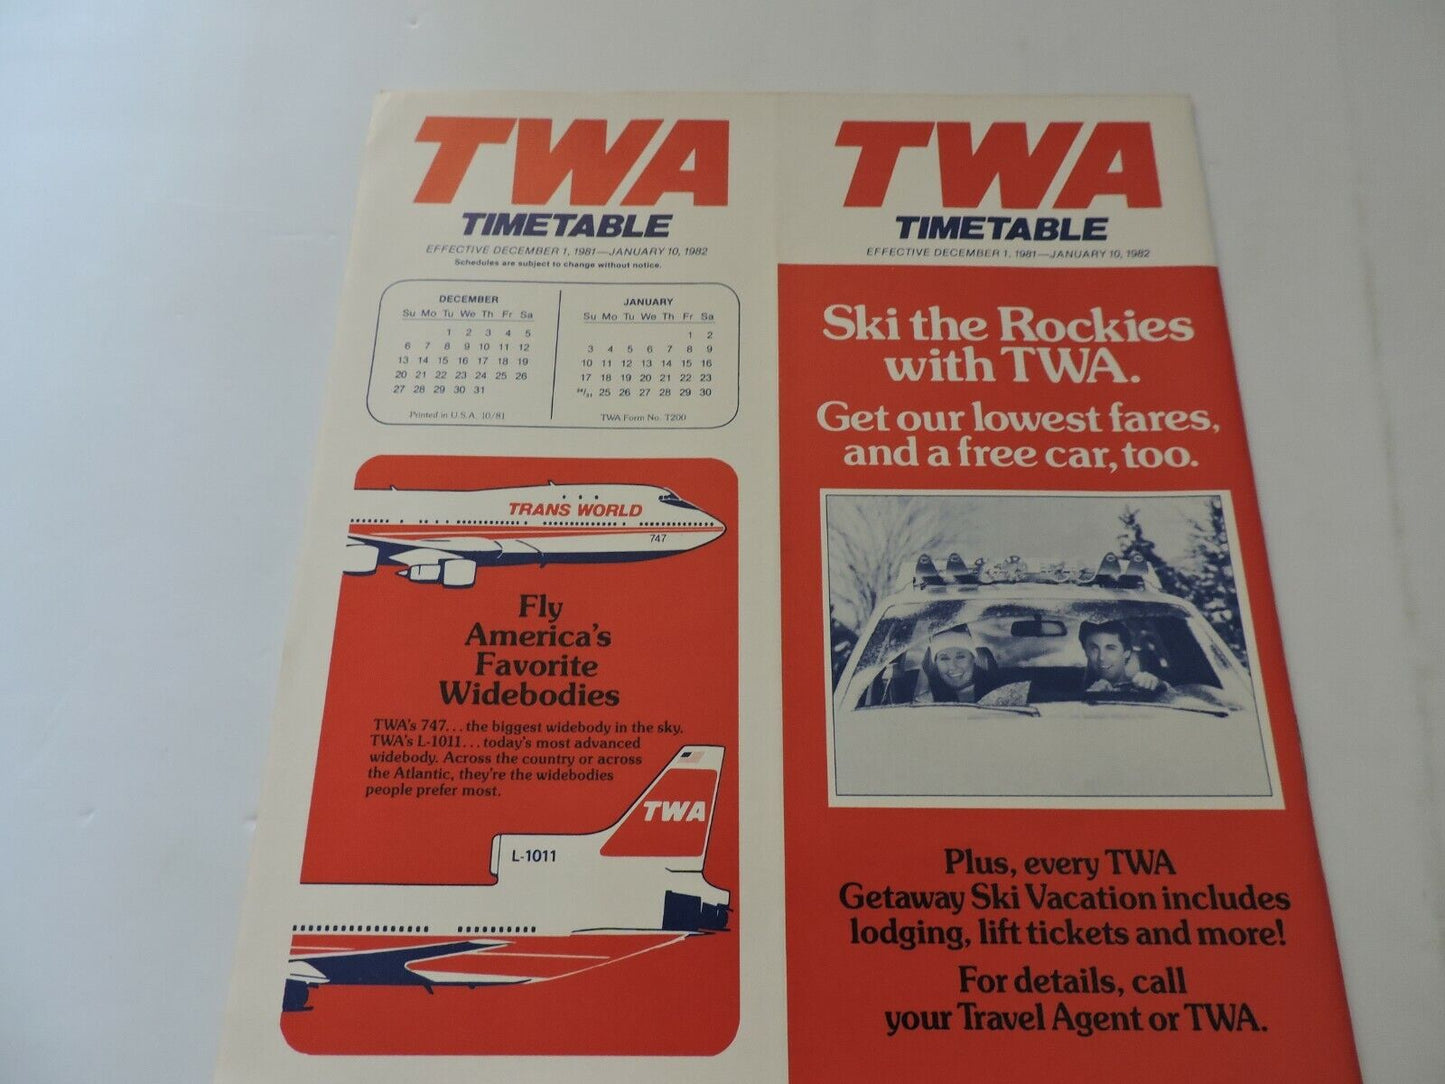 TWA
TIMETABLE
EFFECTIVE DECEMBER 1, 1981—JANUARY 10, 1982
Schedules are subject to change without notice.
DECEMBER
Su Mo Tu We Th Fr Sa
1 2 3 4 5
6 7 8 9 10 11 12
13 14 15 16 17 18 19
20 21 22 23 24 25 26
27 28 29 30 31
Printed in U.S.A. 10/81
JANUARY
Su Mo Tu We Th Fr Sa
1 2
3 4 5 6 7 8 9
10 11 12 13 14 15 16
17 18 19 20 21 22 23
24/31 25 26 27 28 29 30
TWA Form No. T200
TRANS WORLD
747
Fly
America's
Favorite
Widebodies
TWA's 747... the biggest widebody in the sky.
TWA's L-1011... today's most advanced
widebody. Across the country or across
the Atlantic, they're the widebodies
people prefer most.
TWA
L-1011
TWA
TIMETABLE
EFFECTIVE DECEMBER 1, 1981—JANUARY 10, 1982
Ski the Rockies
with TWA.
Get our lowest fares,
and a free car, too.
Plus, every TWA
Getaway Ski Vacation includes
lodging, lift tickets and more!
For details, call
your Travel Agent or TWA.